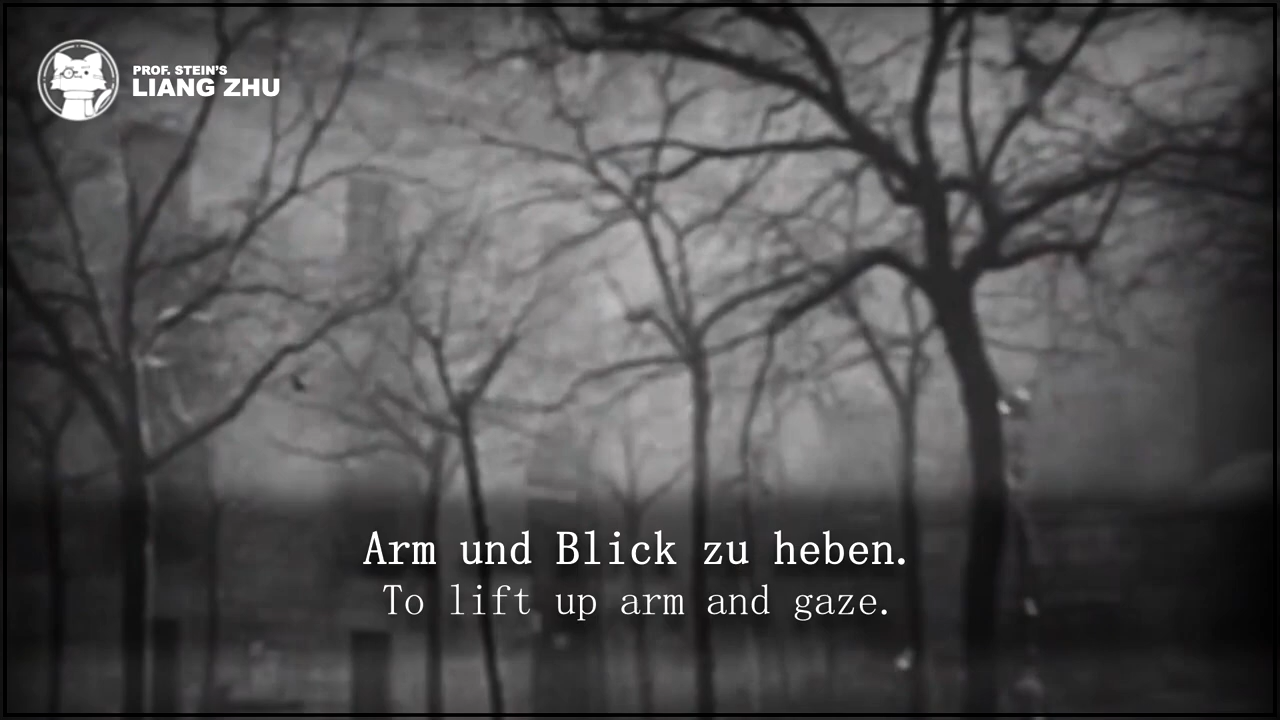 PROF. STEIN'S
LIANG ZHU
Arm und Blick zu heben.
To lift up arm and gaze.